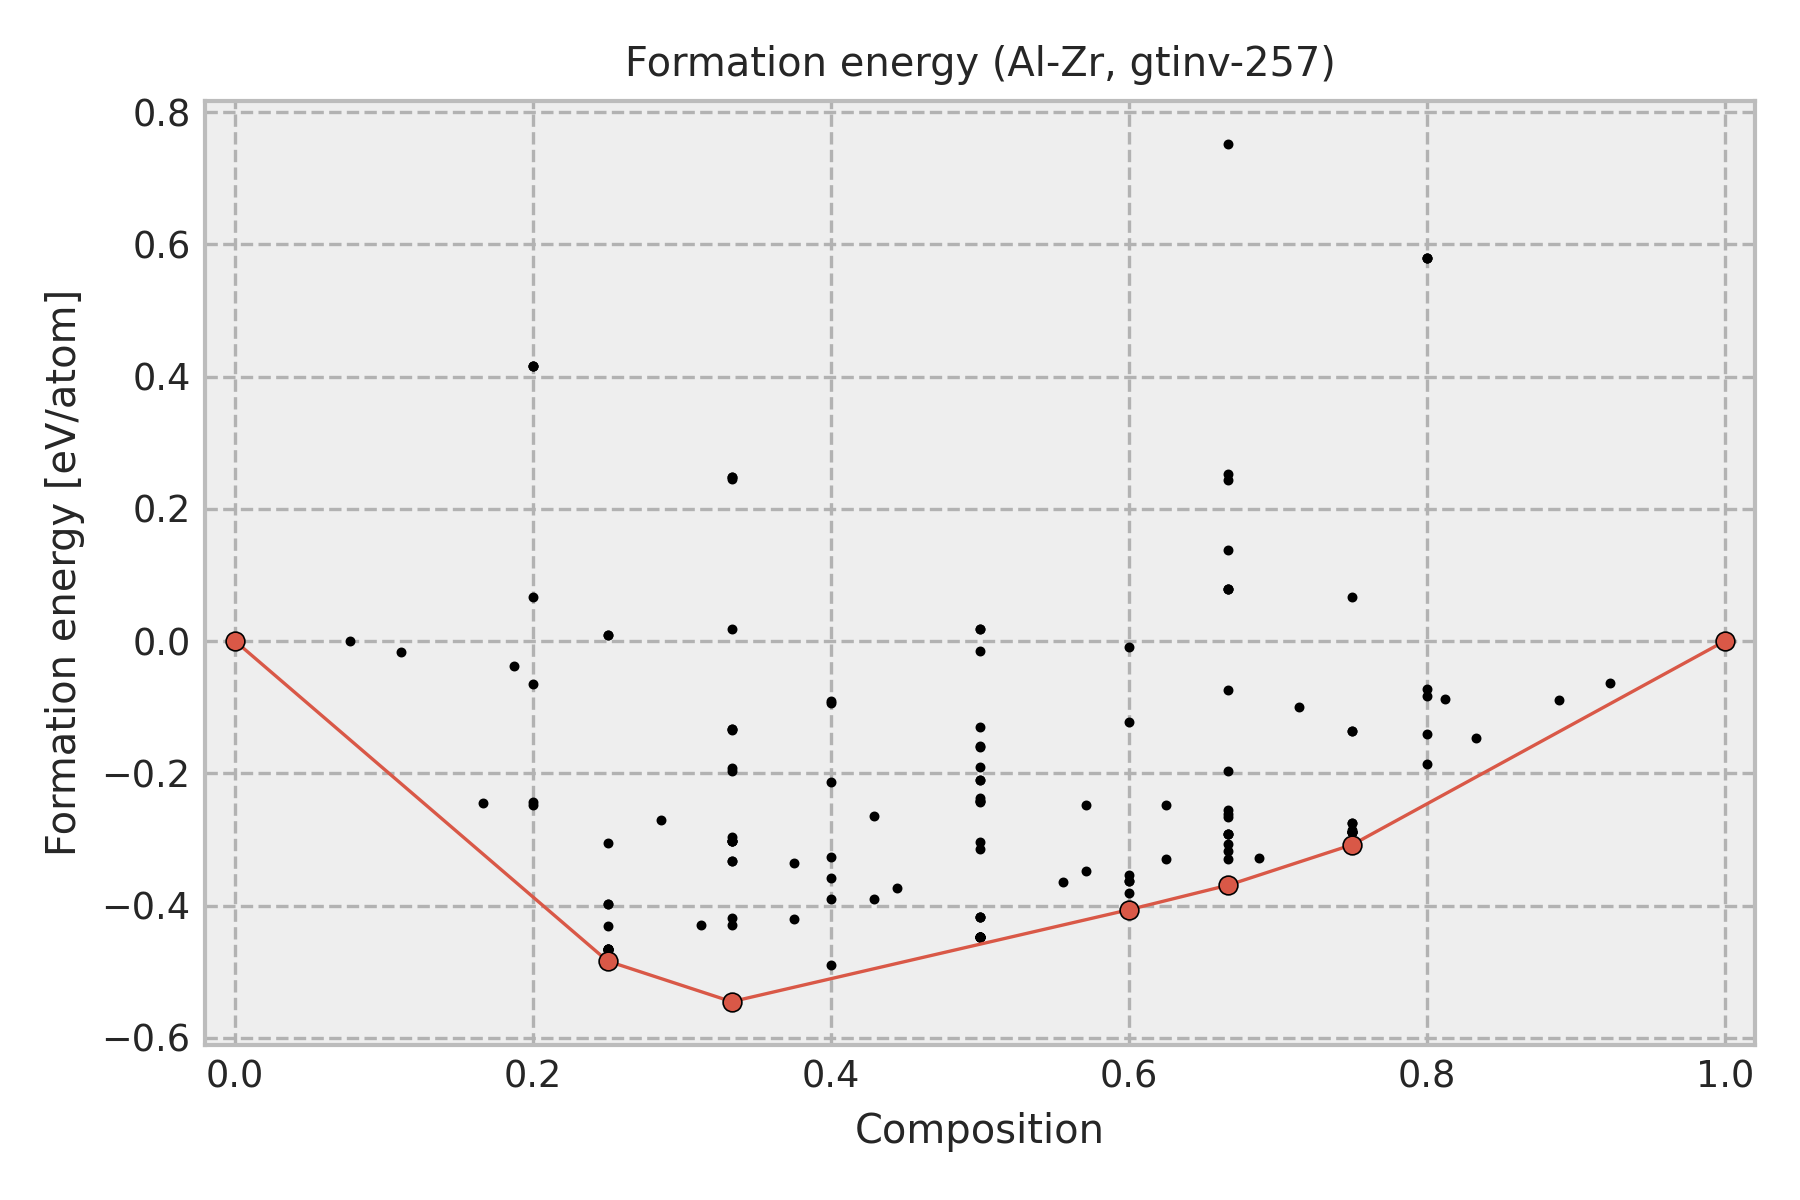 Formation energy (Al-Zr, gtinv-257)
Formation energy [eV/atom]
0.8
0.6
0.4
0.2
0.0
−0.2
−0.4
−0.6
0.0 0.2 0.4 0.6 0.8 1.0
Composition